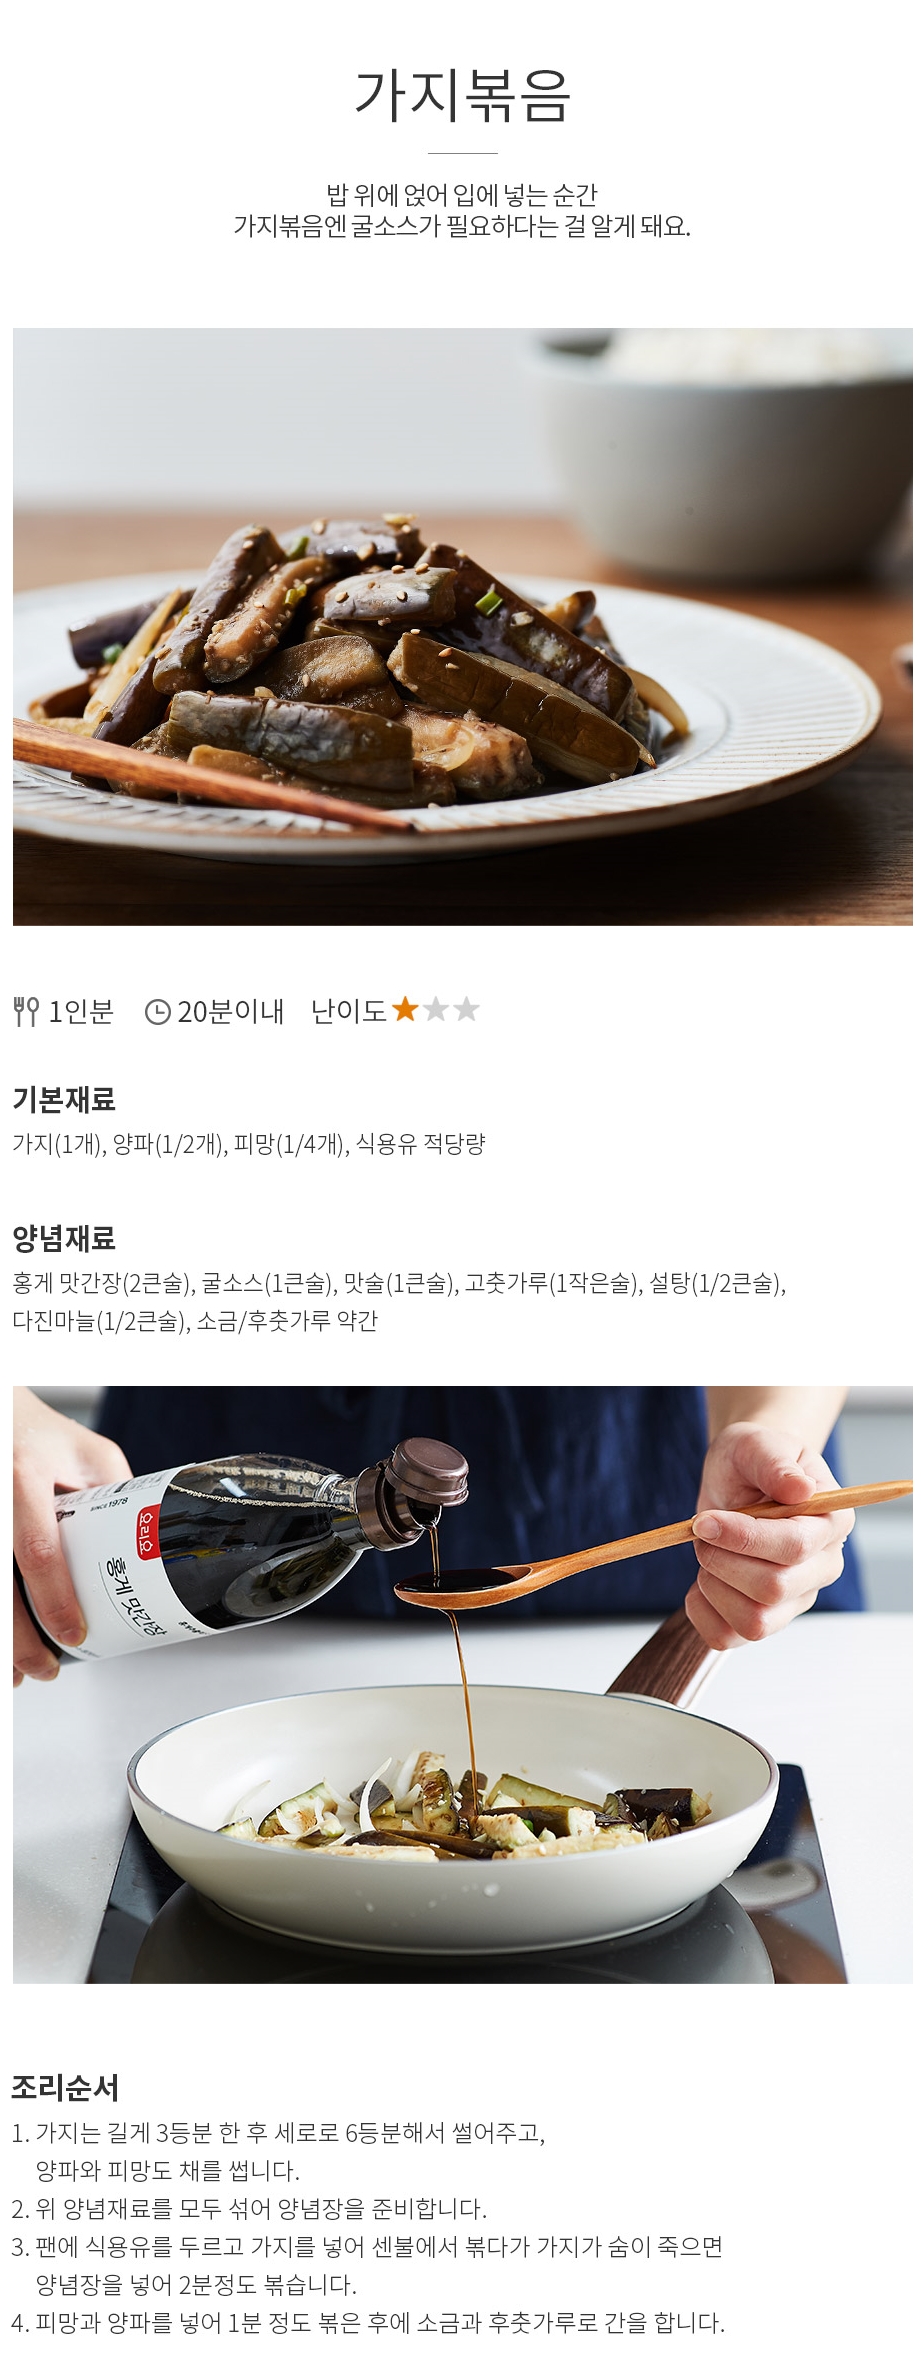 가지볶음
밥 위에 얹어 입에 넣는 순간
가지볶음엔 굴소스가 필요하다는 걸 알게 돼요.
1인분 20분이내 난이도
기본재료
가지(1개), 양파(1/2개), 피망(1/4개), 식용유 적당량
양념재료
홍게 맛간장(2큰술), 굴소스(1큰술), 맛술(1큰술), 고춧가루(1작은술), 설탕(1/2큰술),
다진마늘(1/2큰술), 소금/후춧가루 약간
SINCE 1978
요리요
홍게 맛간장
조리순서
1. 가지는 길게 3등분 한 후 세로로 6등분해서 썰어주고,
양파와 피망도 채를 썹니다.
2. 위 양념재료를 모두 섞어 양념장을 준비합니다.
3. 팬에 식용유를 두르고 가지를 넣어 센불에서 볶다가 가지가 숨이 죽으면
양념장을 넣어 2분정도 볶습니다.
4. 피망과 양파를 넣어 1분 정도 볶은 후에 소금과 후춧가루로 간을 합니다.